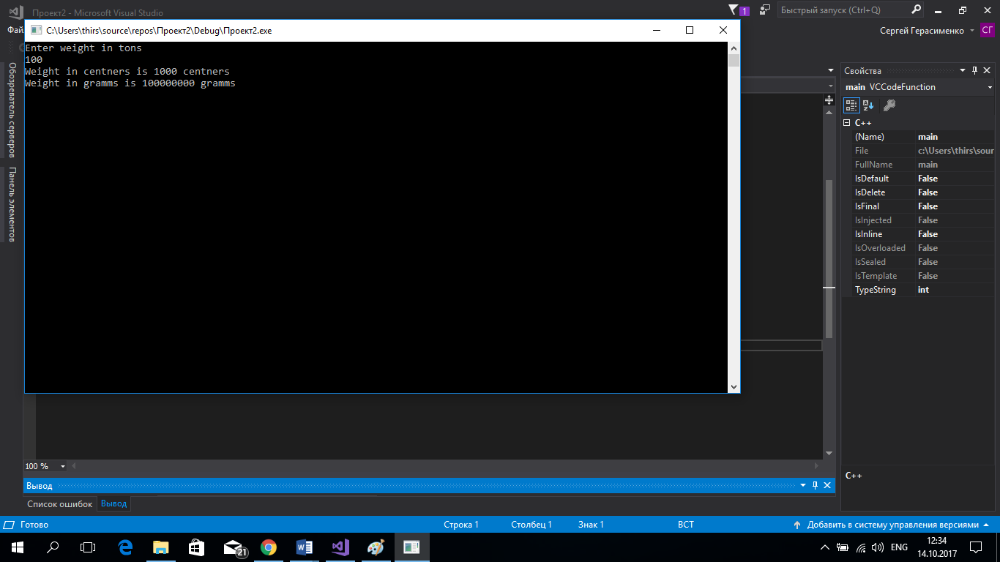 Проект2 - Microsoft Visual Studio
1
Быстрый запуск (Ctrl+Q)
Сергей Герасименко
СГ
C:\Users\thirs\source\repos\Проект2\Debug\Проект2.exe
Enter weight in tons
100
Weight in centners is 1000 centners
Weight in gramms is 100000000 gramms
Обозреватель серверов
Панель элементов
Свойства
main VCCodeFunction
C++
(Name) main
File c:\Users\thirs\sour
FullName main
IsDefault False
IsDelete False
IsFinal False
IsInjected False
IsInline False
IsOverloaded False
IsSealed False
IsTemplate False
TypeString int
C++
100 %
Вывод
Список ошибок Вывод
Готово Строка 1 Столбец 1 Знак 1 ВСТ Добавить в систему управления версиями
21
ENG
12:34
14.10.2017